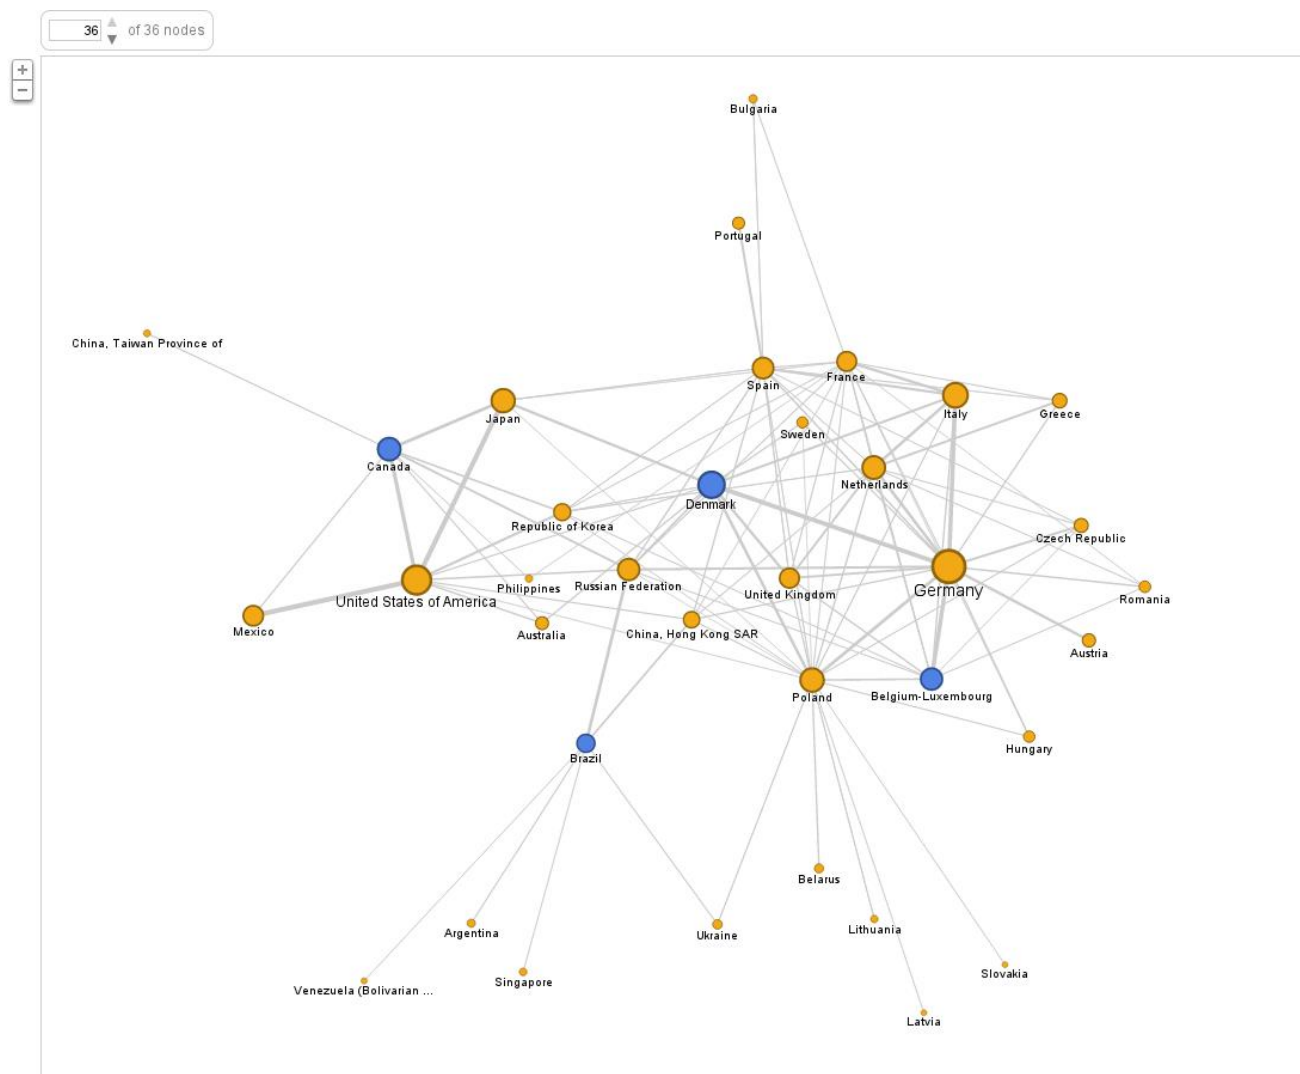 36 of 36 nodes
+
−
Bulgaria
Portugal
China, Taiwan Province of
Spain
France
Japan
Italy
Greece
Sweden
Canada
Netherlands
Denmark
Republic of Korea
Czech Republic
Philippines
Russian Federation
United Kingdom
Germany
Romania
United States of America
Mexico
Australia
China, Hong Kong SAR
Austria
Poland
Belgium-Luxembourg
Hungary
Brazil
Belarus
Argentina
Ukraine
Lithuania
Singapore
Slovakia
Venezuela (Bolivarian ...
Latvia